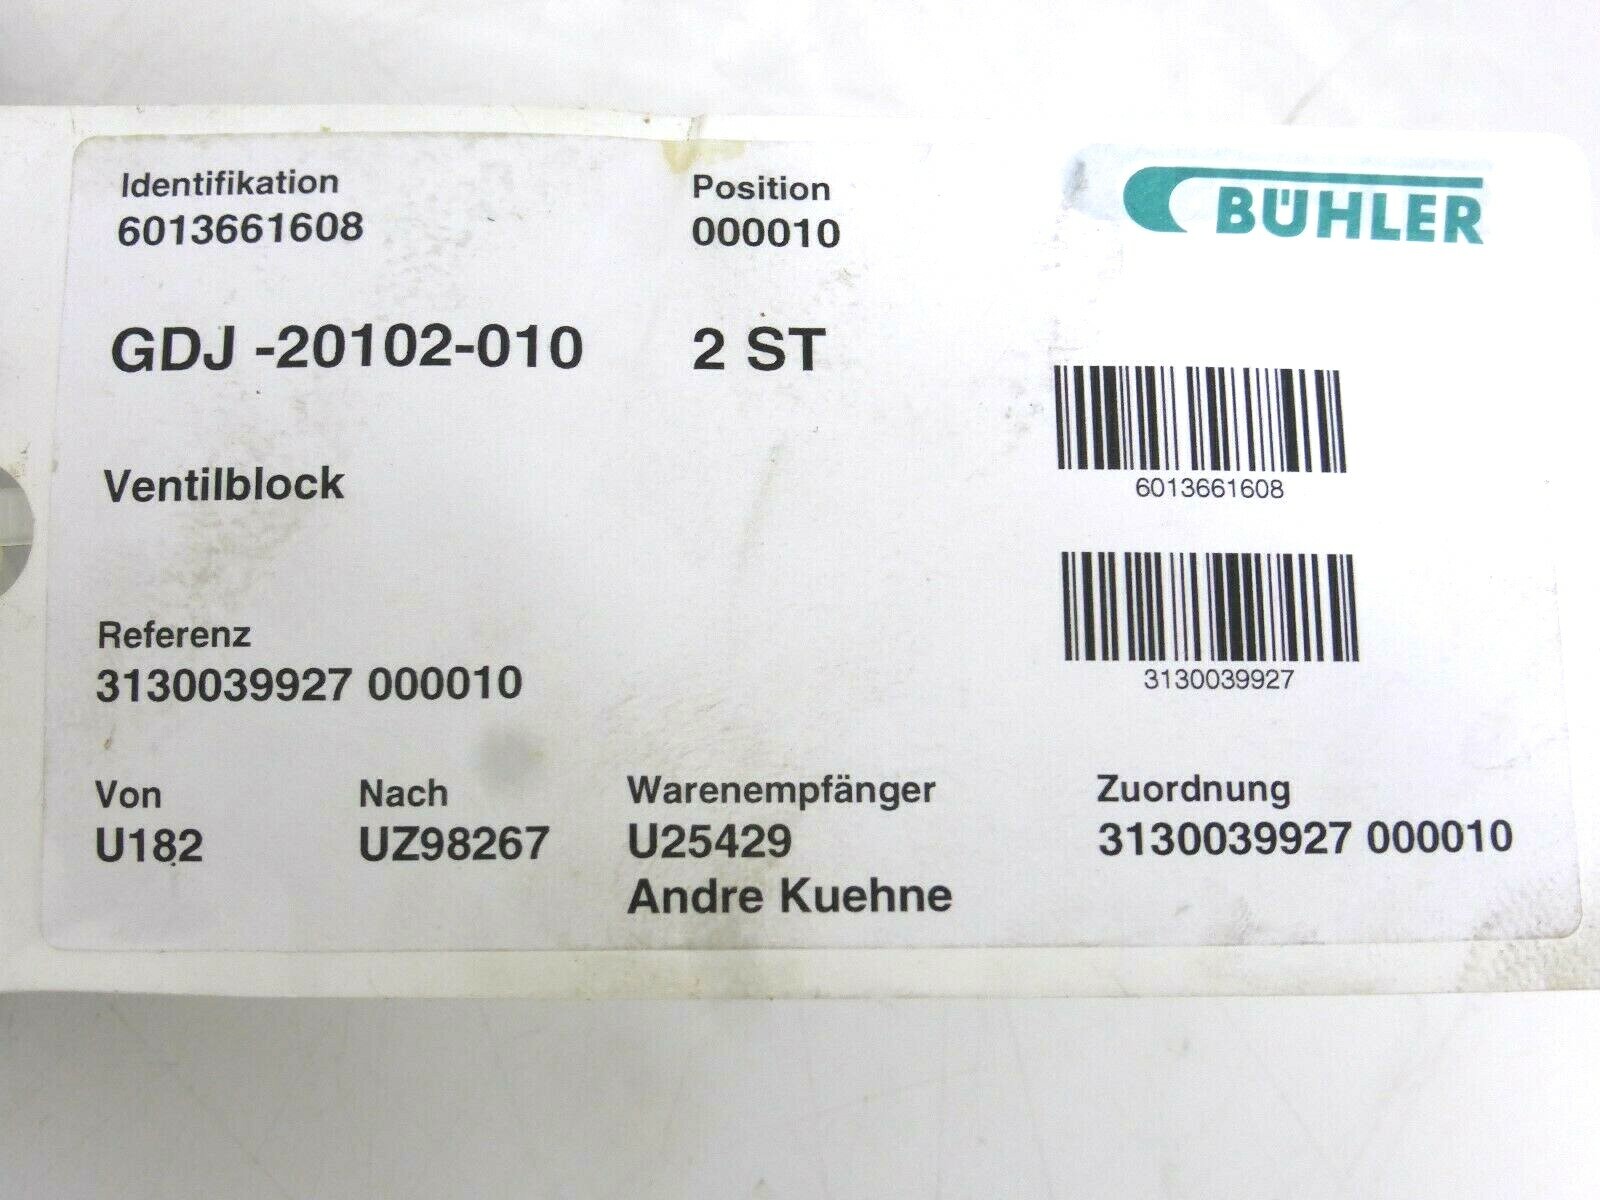 Identifikation
6013661608
Position
000010
BÜHLER
GDJ -20102-010
2 ST
Ventilblock
6013661608
Referenz
3130039927 000010
3130039927
Von
U182
Nach
UZ98267
Warenempfänger
U25429
Andre Kuehne
Zuordnung
3130039927 000010